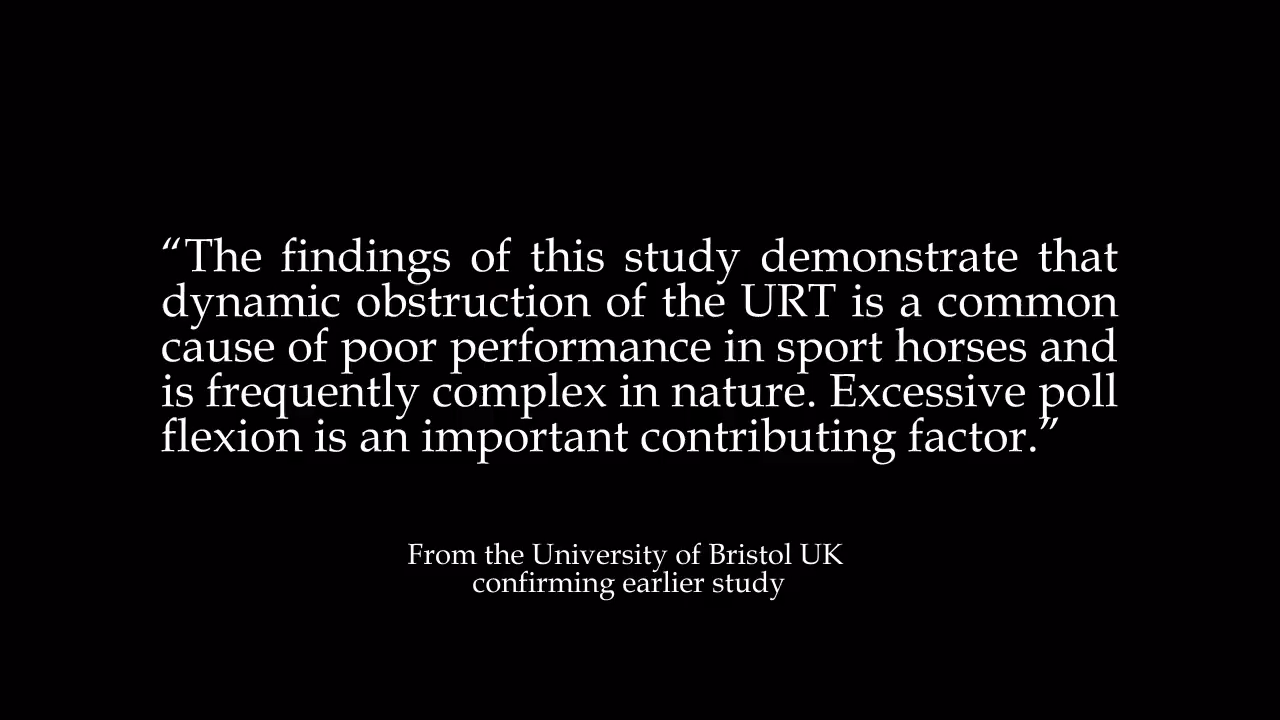 “The findings of this study demonstrate that
dynamic obstruction of the URT is a common
cause of poor performance in sport horses and
is frequently complex in nature. Excessive poll
flexion is an important contributing factor.”
From the University of Bristol UK
confirming earlier study